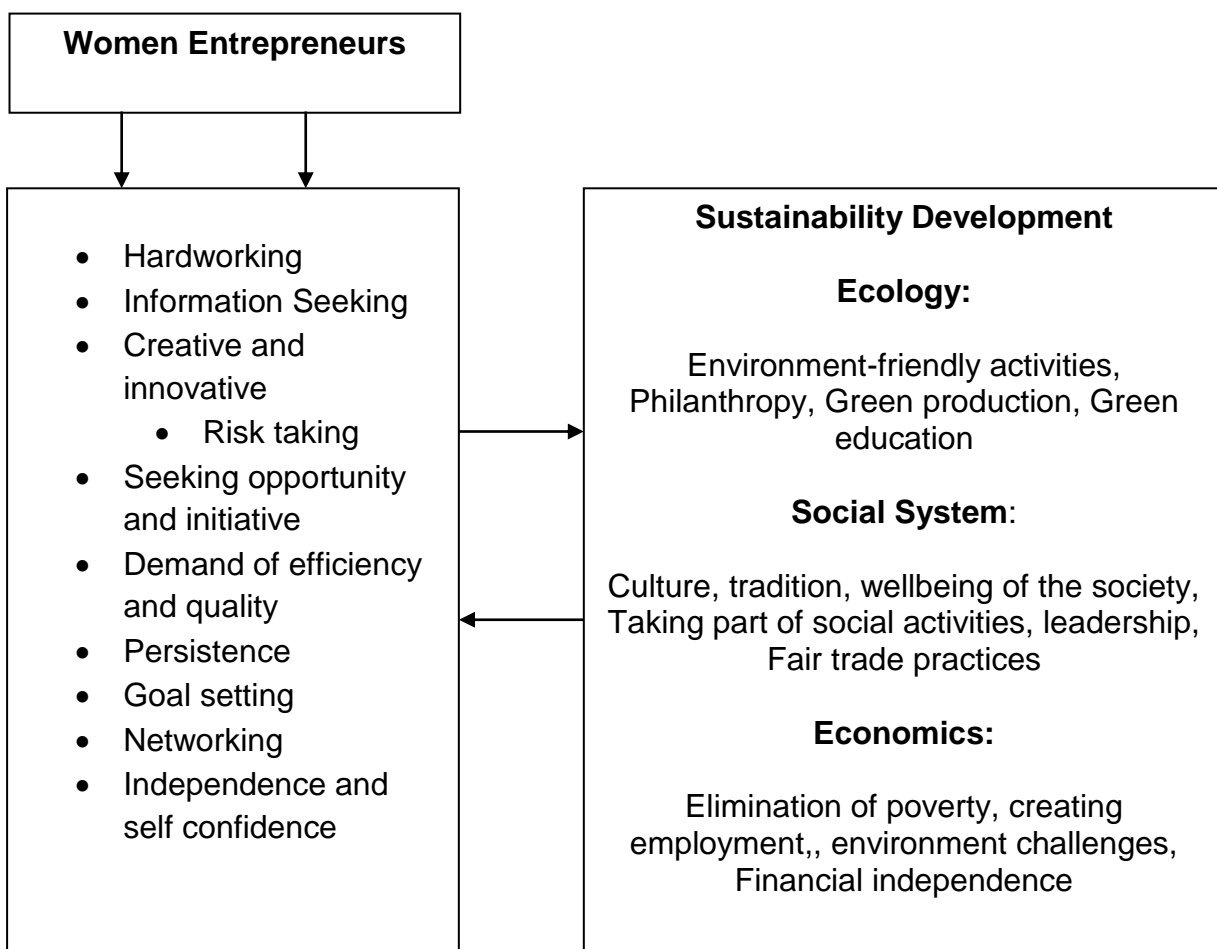 Women Entrepreneurs
• Hardworking
• Information Seeking
• Creative and
innovative
• Risk taking
• Seeking opportunity
and initiative
• Demand of efficiency
and quality
• Persistence
• Goal setting
• Networking
• Independence and
self confidence
Sustainability Development
Ecology:
Environment-friendly activities,
Philanthropy, Green production, Green
education
Social System:
Culture, tradition, wellbeing of the society,
Taking part of social activities, leadership,
Fair trade practices
Economics:
Elimination of poverty, creating
employment,, environment challenges,
Financial independence